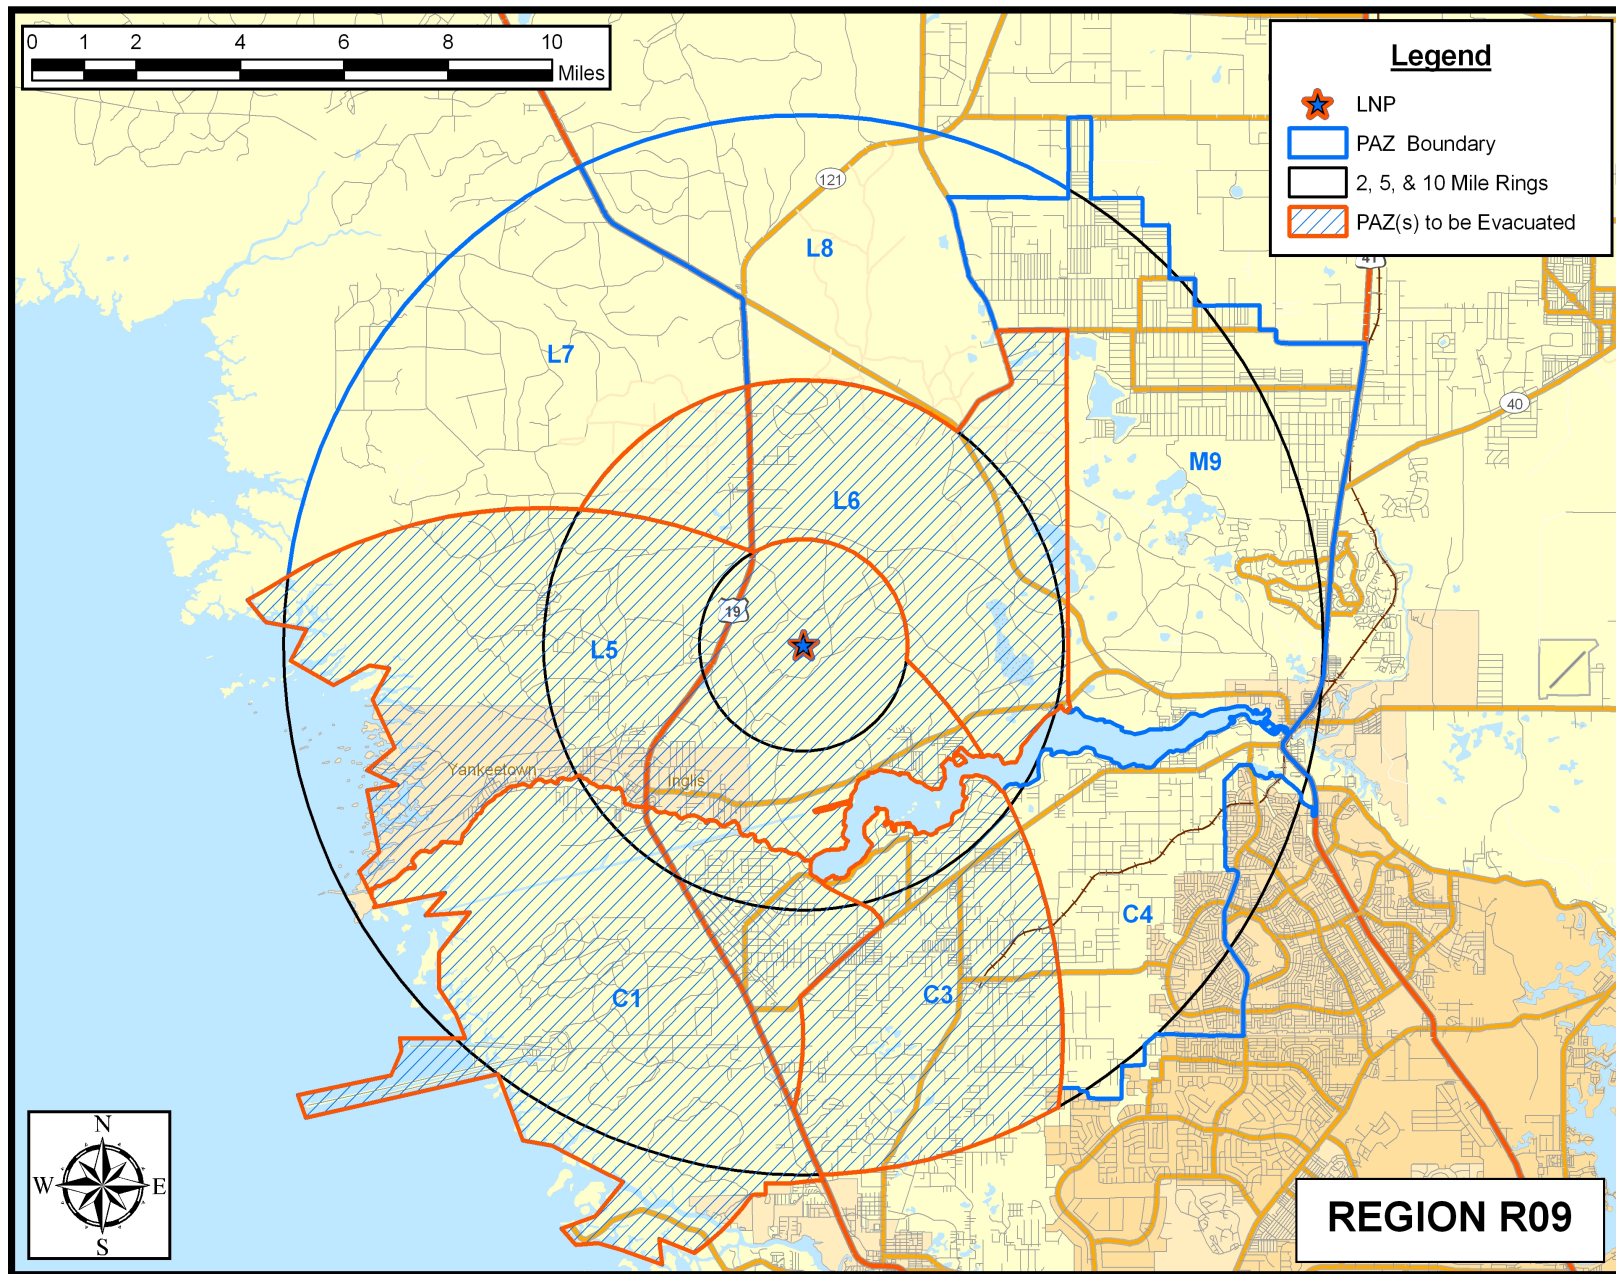 0 1 2 4 6 8 10
Miles
Legend
LNP
PAZ Boundary
2, 5, & 10 Mile Rings
PAZ(s) to be Evacuated
41
121
L8
L7
40
M9
L6
19
L5
Yankeetown
Inglis
C4
C3
C1
N
W E
S
REGION R09